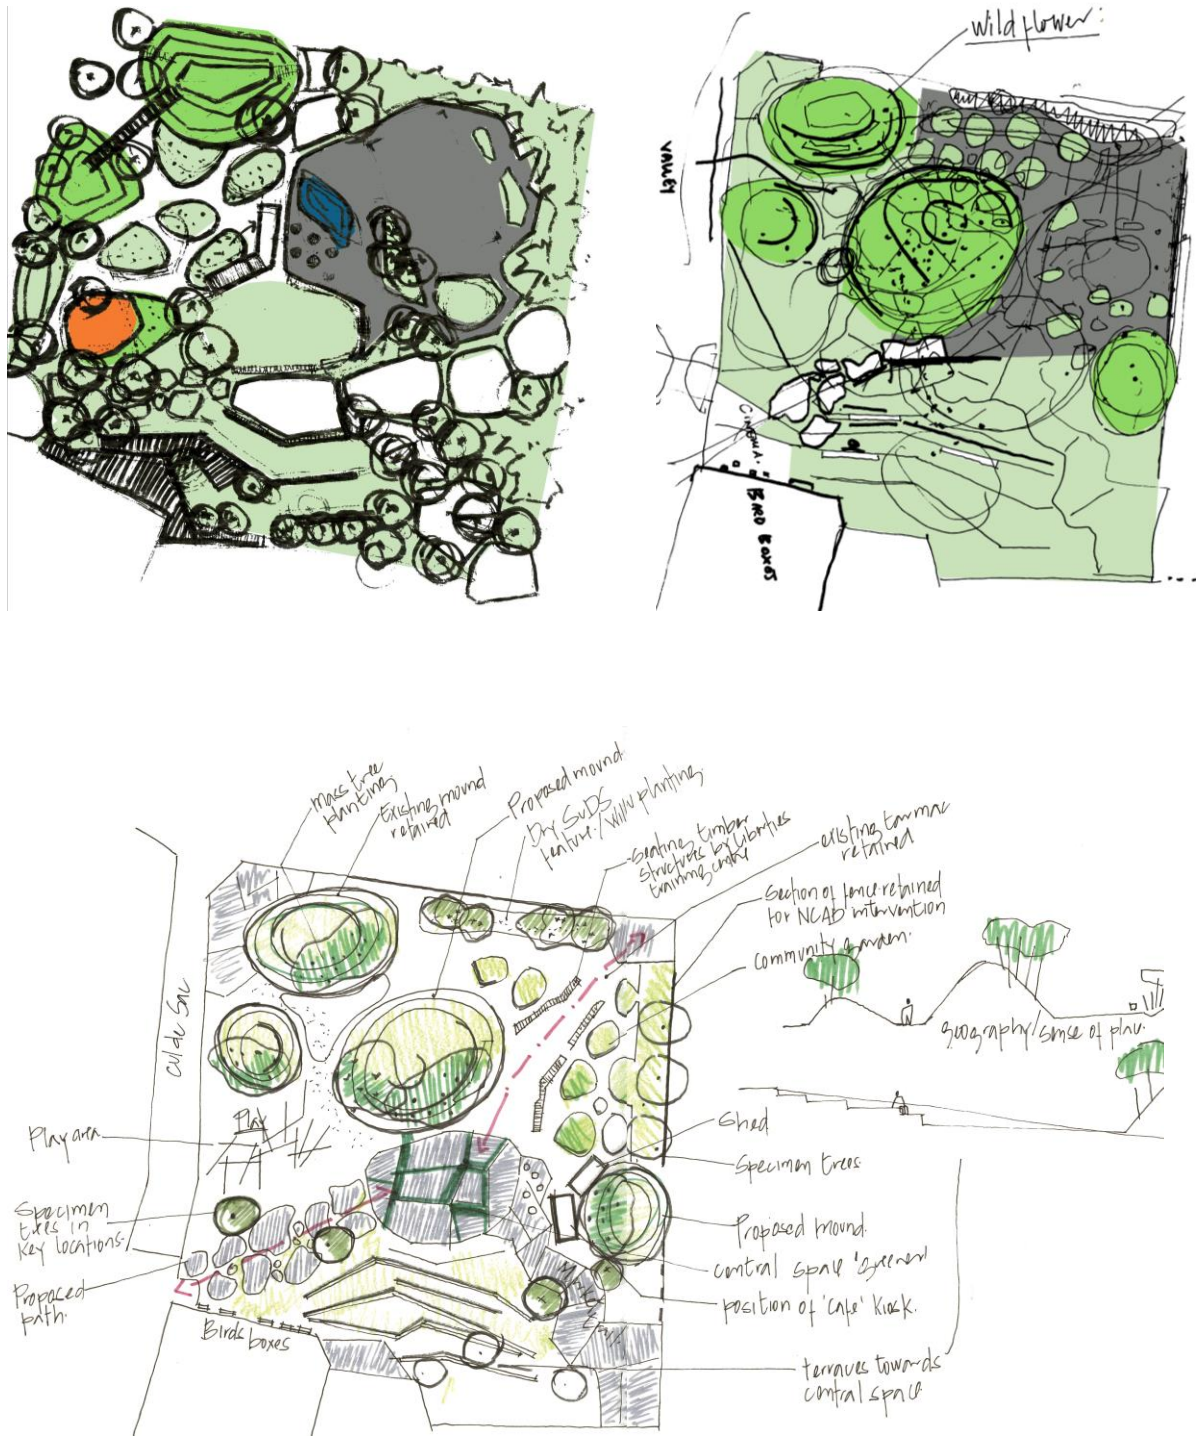 Wildflower:
VALLEY
CINEMA.
BIRD BOXES
mass tree
planting
Existing mound
retained
Proposed mound
Dry SuDS
feature/wild planting
Seating timber
structures by Liberties
training centre
existing tarmac
retained
Section of fence retained
for NCAD intervention
community garden.
Cul de Sac
geography/sense of place.
Play
Play area
Shed
Specimen trees
Specimen
trees in
key locations.
Proposed mound.
central space 'greener'
position of 'cafe' kiosk.
Proposed
path.
Birds boxes
terraces towards
central space